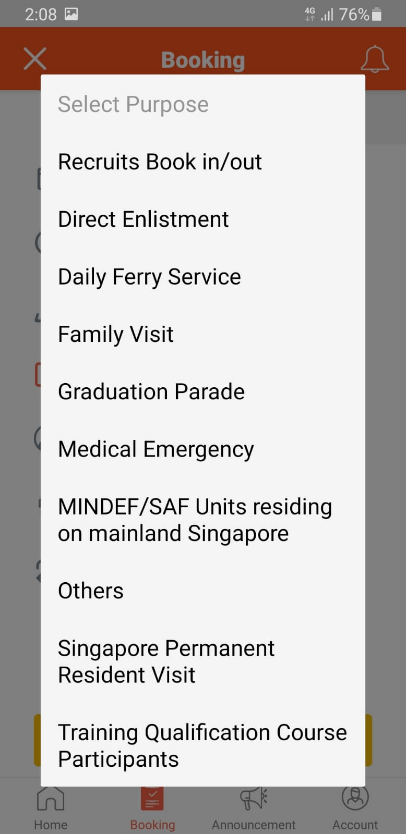 2:08
4G
76%
Booking
Select Purpose
Recruits Book in/out
Direct Enlistment
Daily Ferry Service
Family Visit
Graduation Parade
Medical Emergency
MINDEF/SAF Units residing
on mainland Singapore
Others
Singapore Permanent
Resident Visit
Training Qualification Course
Participants
Home
Booking
Announcement
Account